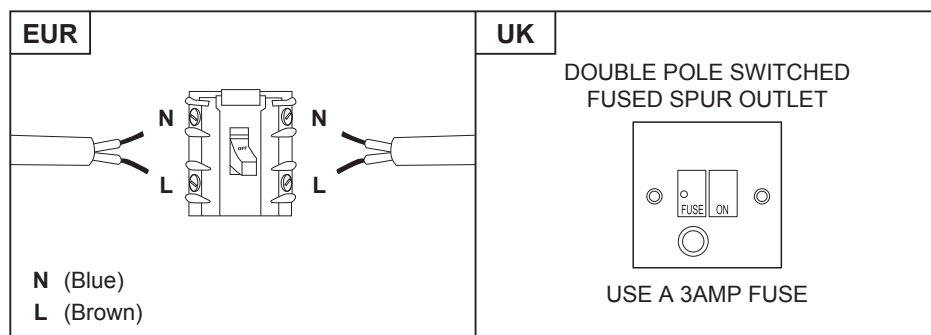 EUR
N
N
OFF
L
L
N (Blue)
L (Brown)
UK
DOUBLE POLE SWITCHED
FUSED SPUR OUTLET
FUSE ON
USE A 3AMP FUSE